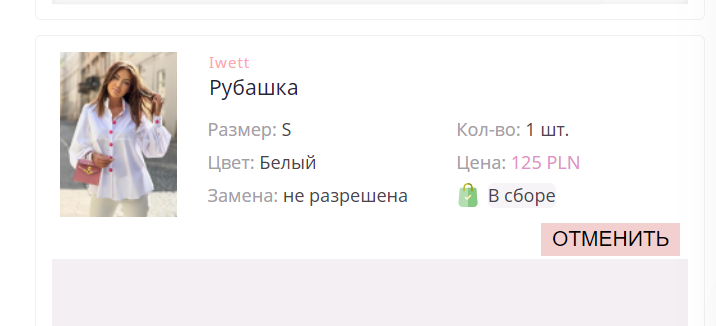 Iwett
Рубашка
Размер: S
Кол-во: 1 шт.
Цвет: Белый
Цена: 125 PLN
Замена: не разрешена
В сборе
ОТМЕНИТЬ